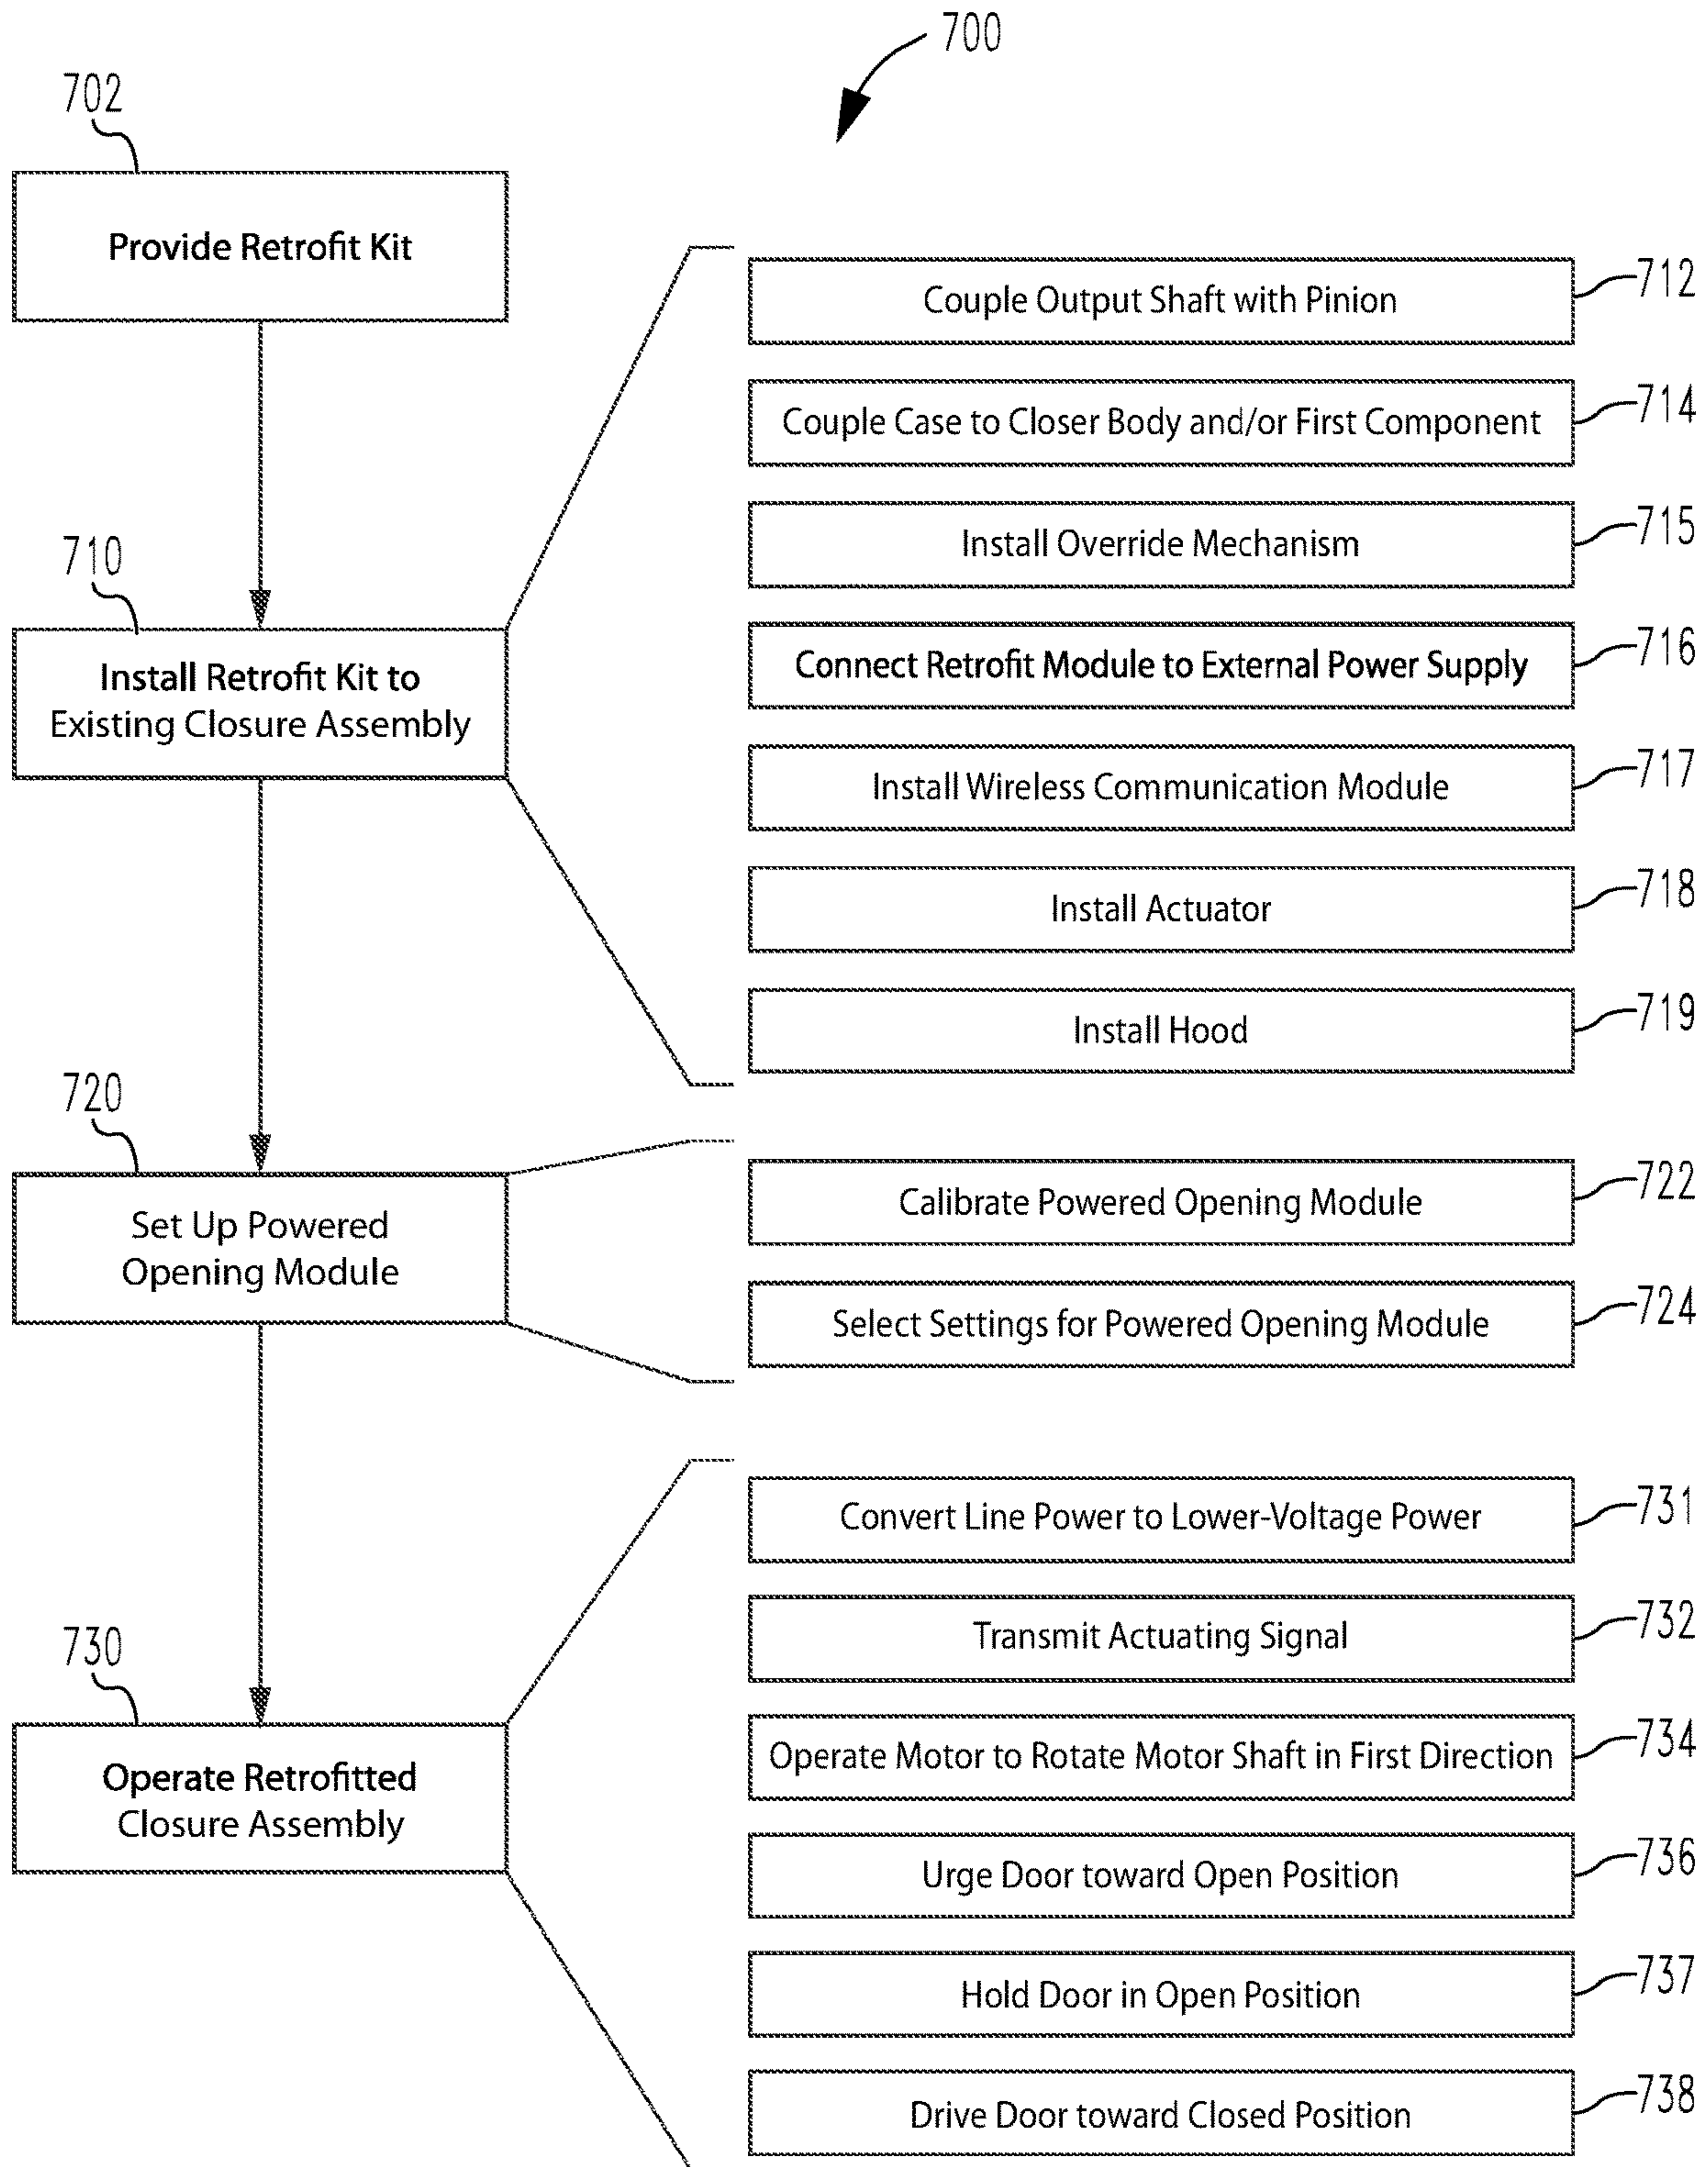 700
702
Provide Retrofit Kit
710
Install Retrofit Kit to
Existing Closure Assembly
Couple Output Shaft with Pinion
712
Couple Case to Closer Body and/or First Component
714
Install Override Mechanism
715
Connect Retrofit Module to External Power Supply
716
Install Wireless Communication Module
717
Install Actuator
718
Install Hood
719
720
Set Up Powered
Opening Module
Calibrate Powered Opening Module
722
Select Settings for Powered Opening Module
724
730
Operate Retrofitted
Closure Assembly
Convert Line Power to Lower-Voltage Power
731
Transmit Actuating Signal
732
Operate Motor to Rotate Motor Shaft in First Direction
734
Urge Door toward Open Position
736
Hold Door in Open Position
737
Drive Door toward Closed Position
738